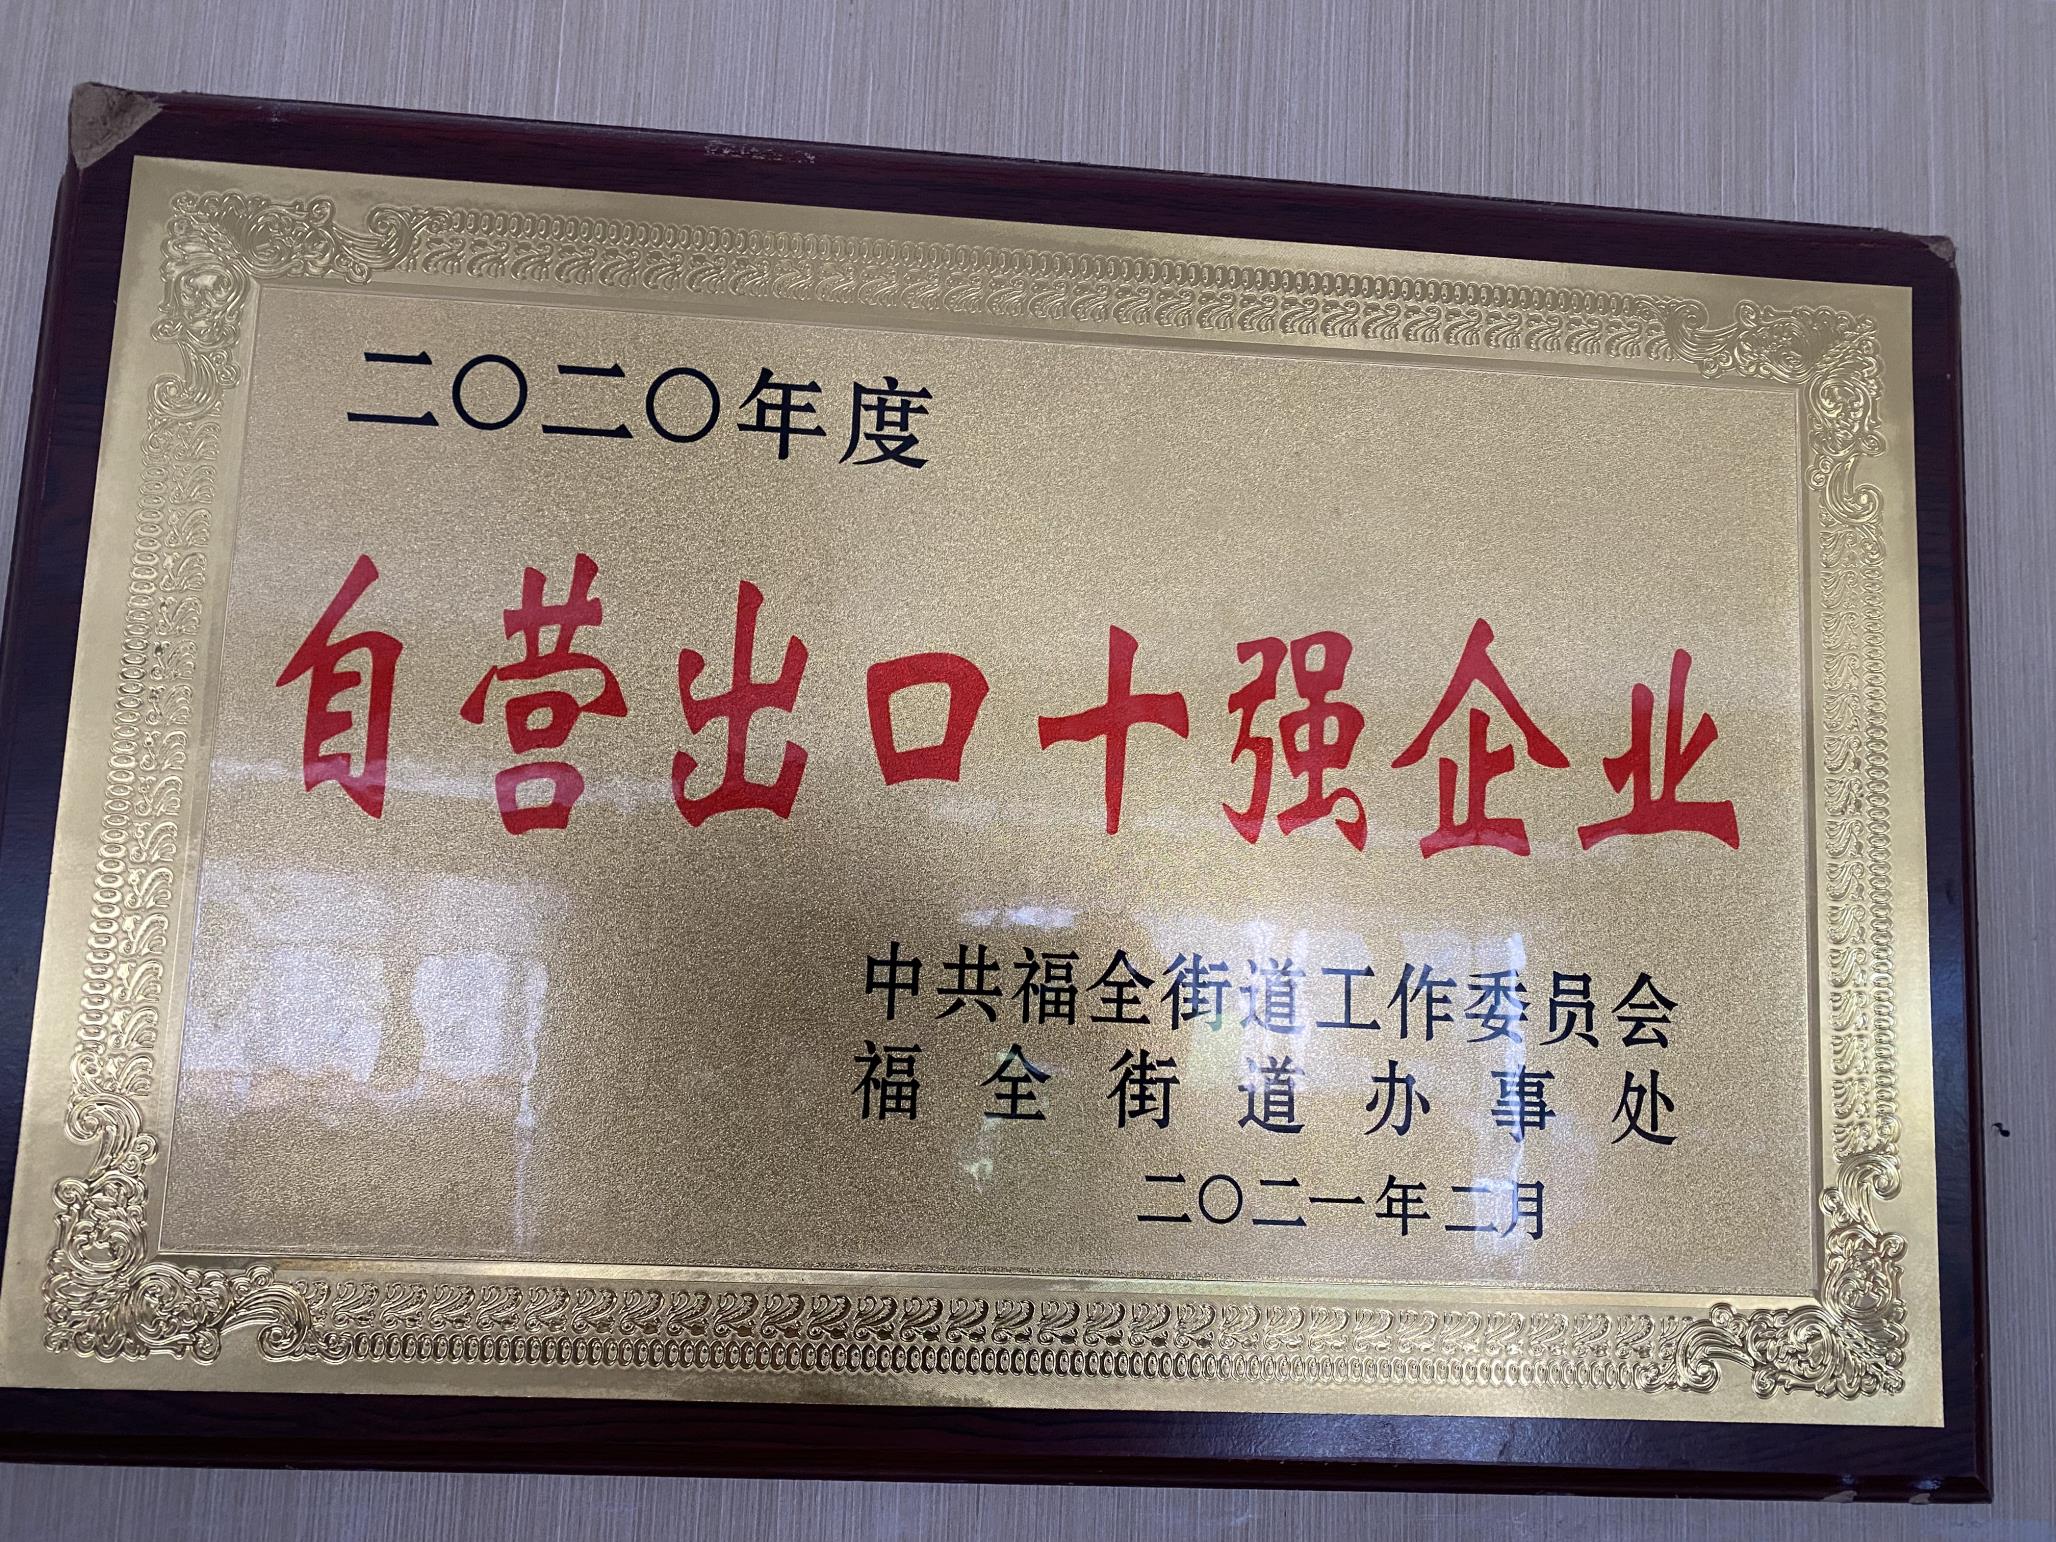 二〇二〇年度
自营出口十强企业
中共福全街道工作委员会
福全街道办事处
二〇二一年二月